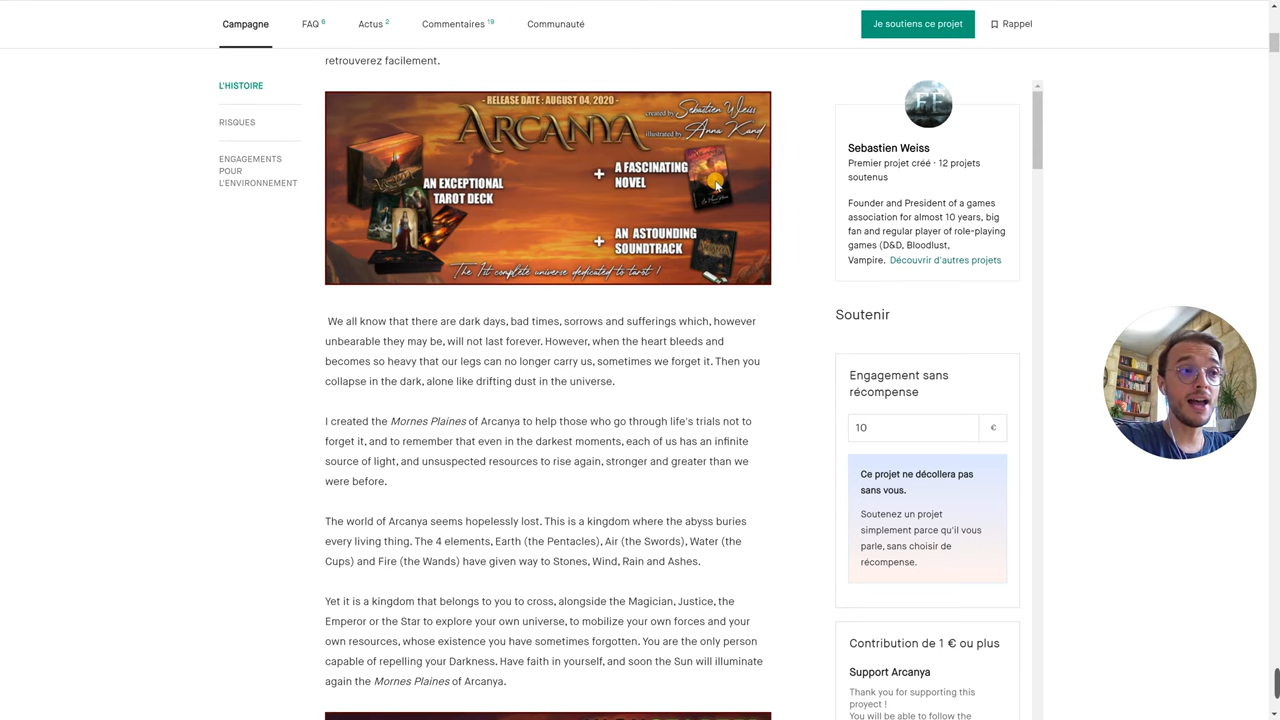 Campagne
FAQ 6
Actus 2
Commentaires 19
Communauté
Je soutiens ce projet
Rappel
L'HISTOIRE
RISQUES
ENGAGEMENTS
POUR
L'ENVIRONNEMENT
retrouverez facilement.
- RELEASE DATE : AUGUST 04, 2020 -
ARCANYA
created by Sebastien Weiss
illustrated by Anna Kand
AN EXCEPTIONAL
TAROT DECK
+ A FASCINATING
NOVEL
+ AN ASTOUNDING
SOUNDTRACK
The 1st complete universe dedicated to tarot !
We all know that there are dark days, bad times, sorrows and sufferings which, however
unbearable they may be, will not last forever. However, when the heart bleeds and
becomes so heavy that our legs can no longer carry us, sometimes we forget it. Then you
collapse in the dark, alone like drifting dust in the universe.
I created the Mornes Plaines of Arcanya to help those who go through life's trials not to
forget it, and to remember that even in the darkest moments, each of us has an infinite
source of light, and unsuspected resources to rise again, stronger and greater than we
were before.
The world of Arcanya seems hopelessly lost. This is a kingdom where the abyss buries
every living thing. The 4 elements, Earth (the Pentacles), Air (the Swords), Water (the
Cups) and Fire (the Wands) have given way to Stones, Wind, Rain and Ashes.
Yet it is a kingdom that belongs to you to cross, alongside the Magician, Justice, the
Emperor or the Star to explore your own universe, to mobilize your own forces and your
own resources, whose existence you have sometimes forgotten. You are the only person
capable of repelling your Darkness. Have faith in yourself, and soon the Sun will illuminate
again the Mornes Plaines of Arcanya.
Sebastien Weiss
Premier projet créé · 12 projets
soutenus
Founder and President of a games
association for almost 10 years, big
fan and regular player of role-playing
games (D&D, Bloodlust,
Vampire. Découvrir d'autres projets
Soutenir
Engagement sans
récompense
10 €
Ce projet ne décollera pas
sans vous.
Soutenez un projet
simplement parce qu'il vous
parle, sans choisir de
récompense.
Contribution de 1 € ou plus
Support Arcanya
Thank you for supporting this
proyect !
You will be able to follow the